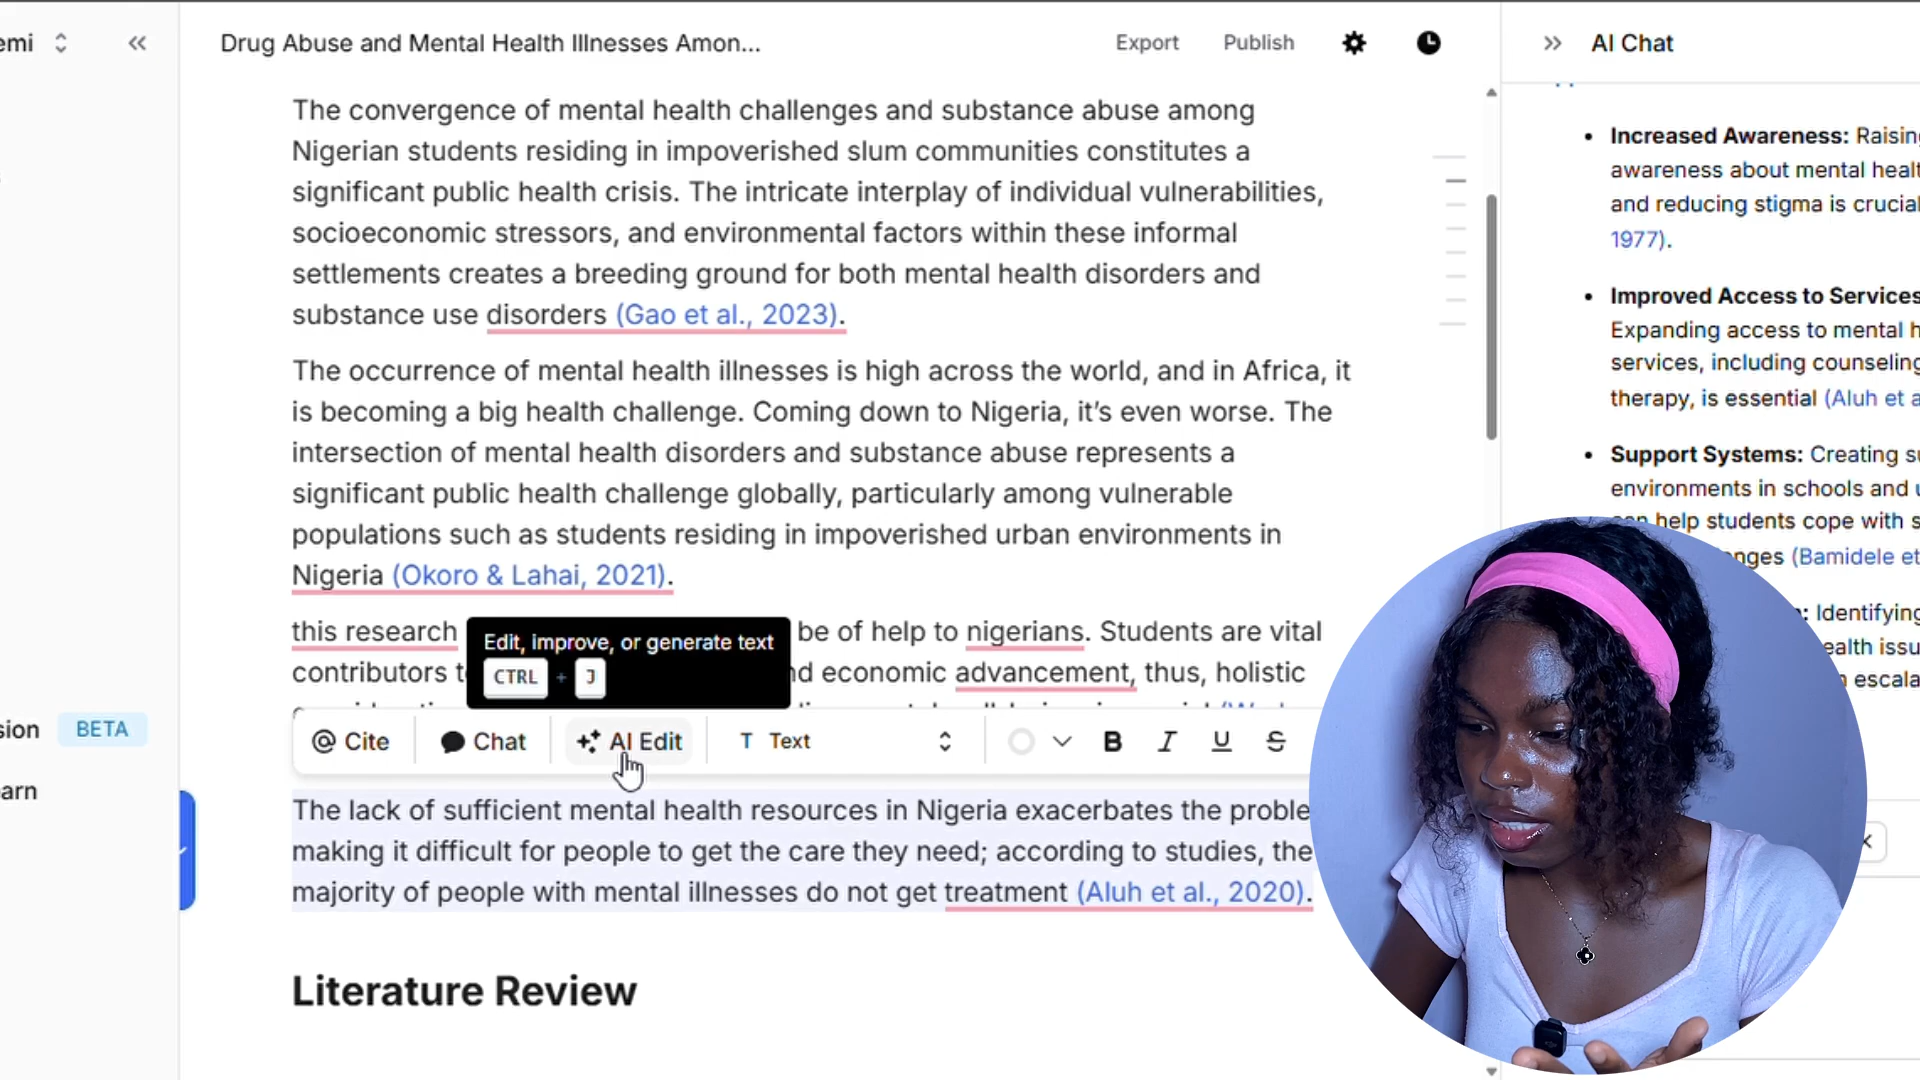 emi
Drug Abuse and Mental Health Illnesses Amon...
Export
Publish
AI Chat
The convergence of mental health challenges and substance abuse among
Nigerian students residing in impoverished slum communities constitutes a
significant public health crisis. The intricate interplay of individual vulnerabilities,
socioeconomic stressors, and environmental factors within these informal
settlements creates a breeding ground for both mental health disorders and
substance use disorders (Gao et al., 2023).
The occurrence of mental health illnesses is high across the world, and in Africa, it
is becoming a big health challenge. Coming down to Nigeria, it's even worse. The
intersection of mental health disorders and substance abuse represents a
significant public health challenge globally, particularly among vulnerable
populations such as students residing in impoverished urban environments in
Nigeria (Okoro & Lahai, 2021).
this research be of help to nigerians. Students are vital
contributors t nd economic advancement, thus, holistic
Edit, improve, or generate text
CTRL + J
@ Cite
Chat
AI Edit
T Text
B I U S
The lack of sufficient mental health resources in Nigeria exacerbates the proble
making it difficult for people to get the care they need; according to studies, the
majority of people with mental illnesses do not get treatment (Aluh et al., 2020).
Literature Review
sion BETA
arn
• Increased Awareness: Raising
awareness about mental healt
and reducing stigma is crucial
1977).
• Improved Access to Services
Expanding access to mental h
services, including counseling
therapy, is essential (Aluh et a
• Support Systems: Creating su
environments in schools and u
can help students cope with s
nges (Bamidele et
: Identifying
ealth issu
escala